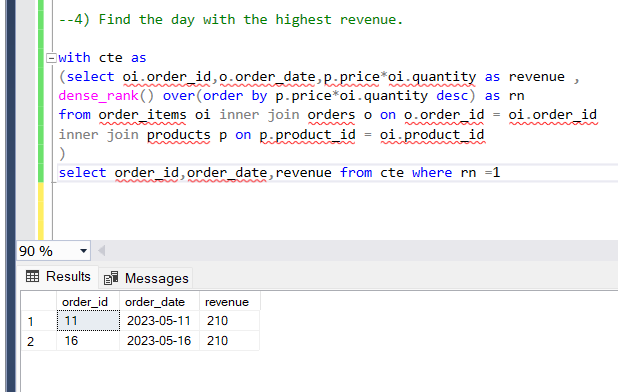 --4) Find the day with the highest revenue.
with cte as
(select oi.order_id,o.order_date,p.price*oi.quantity as revenue ,
dense_rank() over(order by p.price*oi.quantity desc) as rn
from order_items oi inner join orders o on o.order_id = oi.order_id
inner join products p on p.product_id = oi.product_id
)
select order_id,order_date,revenue from cte where rn =1
90 %
Results Messages
order_id order_date revenue
1 11 2023-05-11 210
2 16 2023-05-16 210